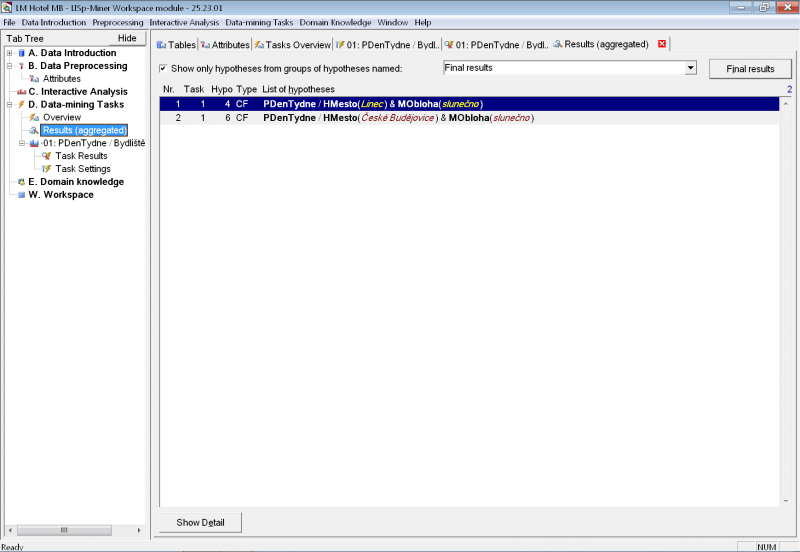 LM Hotel MB - LISp-Miner Workspace module - 25.23.01
File Data Introduction Preprocessing Interactive Analysis Data-mining Tasks Domain Knowledge Window Help
Tab Tree Hide
A. Data Introduction
B. Data Preprocessing
Attributes
C. Interactive Analysis
D. Data-mining Tasks
Overview
Results (aggregated)
01: PDenTydne / Bydliště
Task Results
Task Settings
E. Domain knowledge
W. Workspace
Tables Attributes Tasks Overview 01: PDenTydne / Bydl.. 01: PDenTydne / Bydl.. Results (aggregated)
Show only hypotheses from groups of hypotheses named: Final results Final results
Nr. Task Hypo Type List of hypotheses 2
1 1 4 CF PDenTydne / HMesto(Linec) & MObloha(slunečno)
2 1 6 CF PDenTydne / HMesto(České Budějovice) & MObloha(slunečno)
Show Detail
Ready NUM